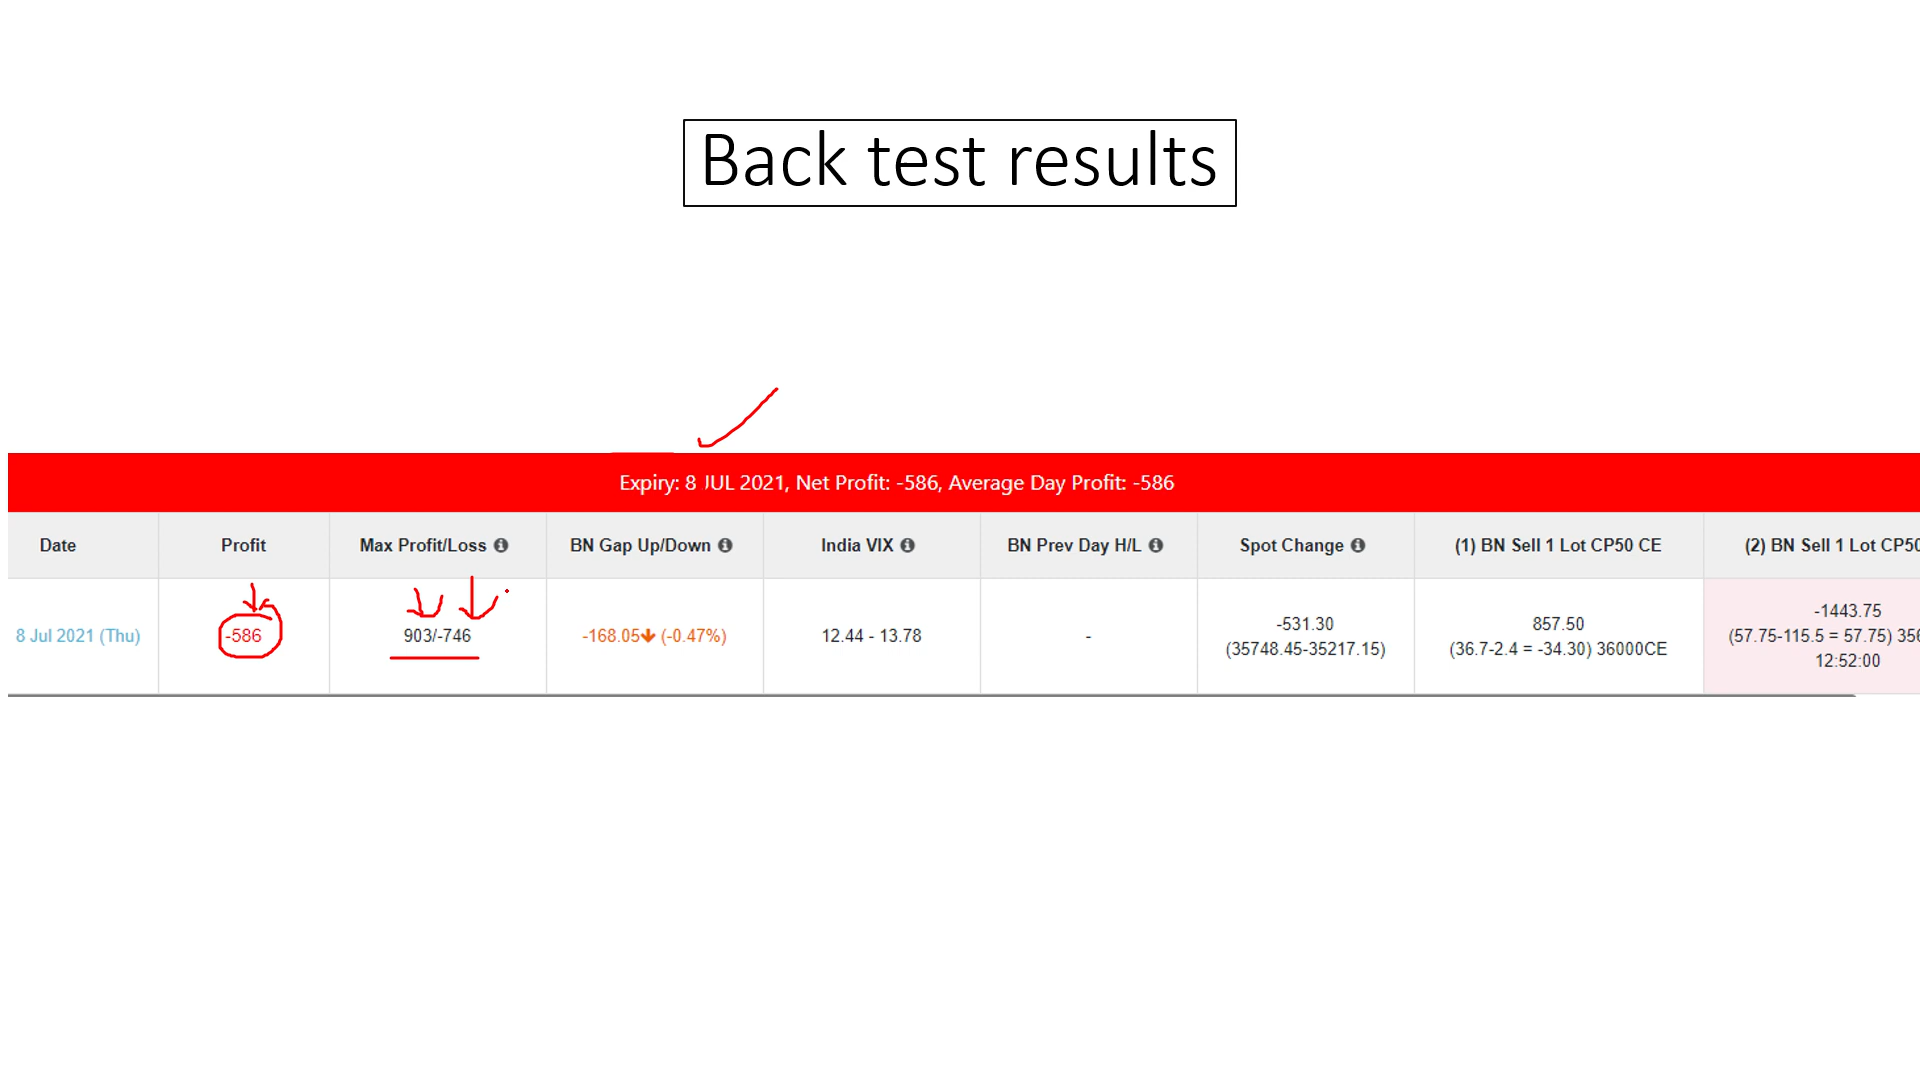 Back test results
Expiry: 8 JUL 2021, Net Profit: -586, Average Day Profit: -586
Date Profit Max Profit/Loss BN Gap Up/Down India VIX BN Prev Day H/L Spot Change (1) BN Sell 1 Lot CP50 CE (2) BN Sell 1 Lot CP50
8 Jul 2021 (Thu) -586 903/-746 -168.05 (-0.47%) 12.44 - 13.78 -
-531.30
(35748.45-35217.15)
857.50
(36.7-2.4 = -34.30) 36000CE
-1443.75
(57.75-115.5 = 57.75)
12:52:00